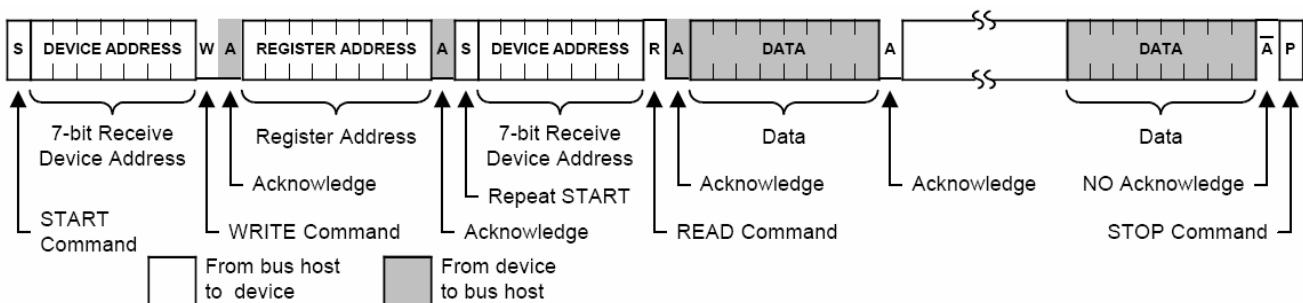 S DEVICE ADDRESS W A REGISTER ADDRESS A S DEVICE ADDRESS R A DATA A DATA A P
7-bit Receive
Device Address
Register Address
7-bit Receive
Device Address
Data
Data
Acknowledge
Repeat START
Acknowledge
Acknowledge
NO Acknowledge
START
Command
WRITE Command
Acknowledge
READ Command
STOP Command
From bus host
to device
From device
to bus host